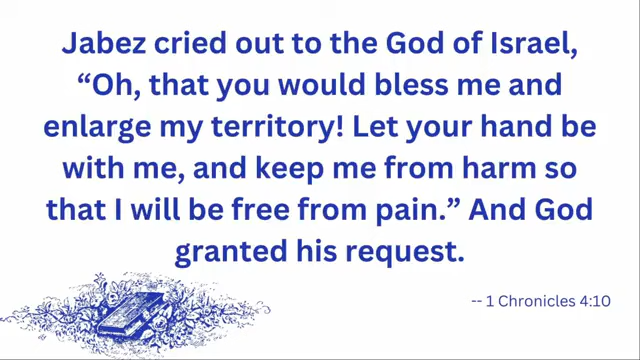 Jabez cried out to the God of Israel,
“Oh, that you would bless me and
enlarge my territory! Let your hand be
with me, and keep me from harm so
that I will be free from pain.” And God
granted his request.
-- 1 Chronicles 4:10